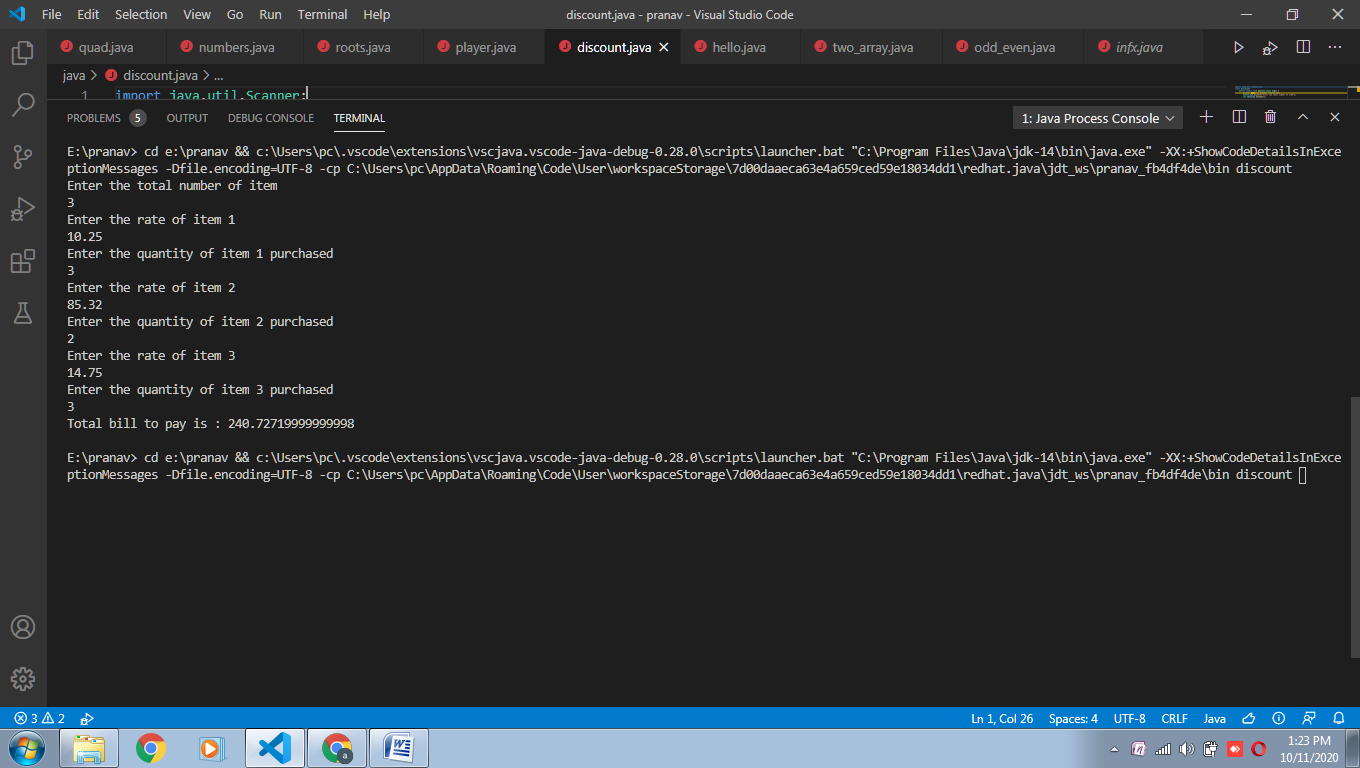 File Edit Selection View Go Run Terminal Help discount.java - pranav - Visual Studio Code
quad.java numbers.java roots.java player.java discount.java hello.java two_array.java odd_even.java infx.java
java > discount.java > ...
1 import java.util.Scanner;
PROBLEMS 5 OUTPUT DEBUG CONSOLE TERMINAL 1: Java Process Console
E:\pranav> cd e:\pranav && c:\Users\pc\.vscode\extensions\vscjava.vscode-java-debug-0.28.0\scripts\launcher.bat "C:\Program Files\Java\jdk-14\bin\java.exe" -XX:+ShowCodeDetailsInExce
ptionMessages -Dfile.encoding=UTF-8 -cp C:\Users\pc\AppData\Roaming\Code\User\workspaceStorage\7d00daaeca63e4a659ced59e18034dd1\redhat.java\jdt_ws\pranav_fb4df4de\bin discount
Enter the total number of item
3
Enter the rate of item 1
10.25
Enter the quantity of item 1 purchased
3
Enter the rate of item 2
85.32
Enter the quantity of item 2 purchased
2
Enter the rate of item 3
14.75
Enter the quantity of item 3 purchased
3
Total bill to pay is : 240.72719999999998
E:\pranav> cd e:\pranav && c:\Users\pc\.vscode\extensions\vscjava.vscode-java-debug-0.28.0\scripts\launcher.bat "C:\Program Files\Java\jdk-14\bin\java.exe" -XX:+ShowCodeDetailsInExce
ptionMessages -Dfile.encoding=UTF-8 -cp C:\Users\pc\AppData\Roaming\Code\User\workspaceStorage\7d00daaeca63e4a659ced59e18034dd1\redhat.java\jdt_ws\pranav_fb4df4de\bin discount
3 2 Ln 1, Col 26 Spaces: 4 UTF-8 CRLF Java
1:23 PM
10/11/2020